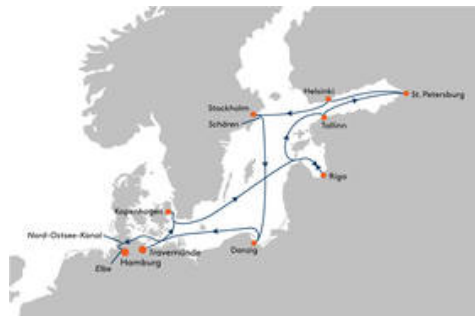 Helsinki
St. Petersburg
Stockholm
Schären
Tallinn
Riga
Kopenhagen
Nord-Ostsee-Kanal
Travemünde
Danzig
Hamburg
Elbe